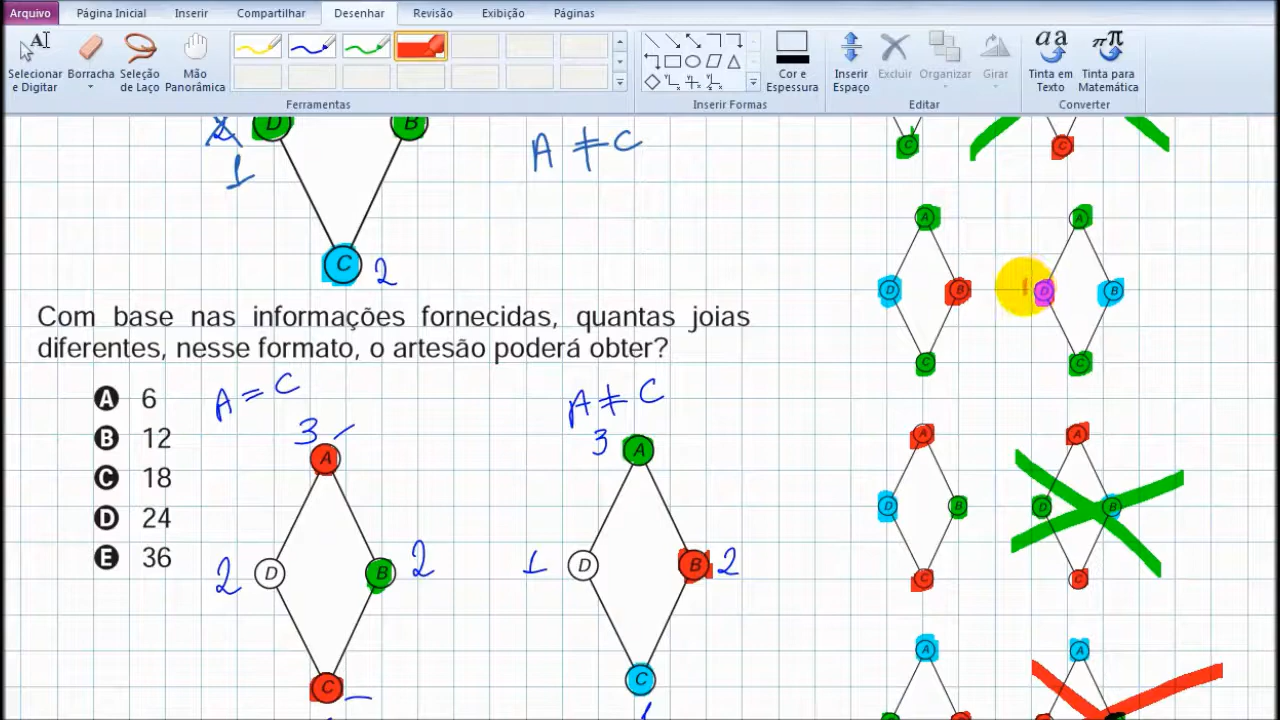 Arquivo Página Inicial Inserir Compartilhar Desenhar Revisão Exibição Páginas
Selecionar e Digitar
Borracha
Seleção de Laço
Mão Panorâmica
Cor e Espessura
Inserir Espaço
Excluir
Organizar
Girar
Tinta em Texto
Tinta para Matemática
Ferramentas
Inserir Formas
Editar
Converter
D B
2
1
A ≠ C
C 2
Com base nas informações fornecidas, quantas joias
diferentes, nesse formato, o artesão poderá obter?
A 6
B 12
C 18
D 24
E 36
A = C
3
A
2 D B 2
C
A ≠ C
3
A
1 D B 2
C
1
C C
A A
D B D B
C C
A A
D B D B
C C
A A